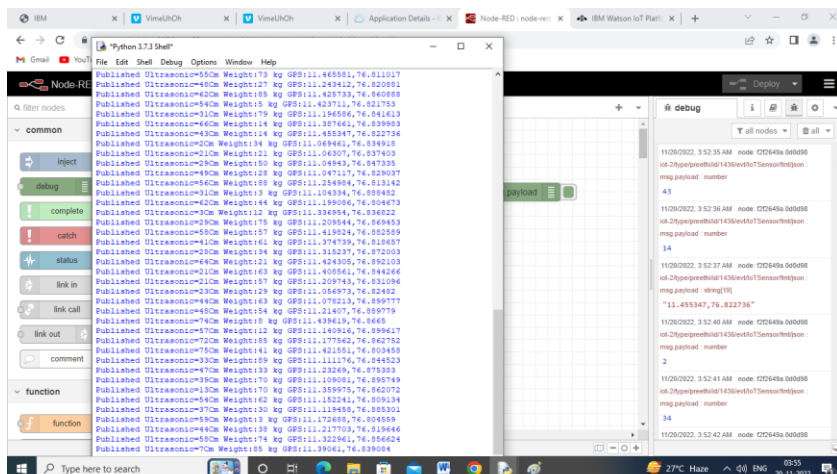 IBM
VimeUhOh
VimeUhOh
Application Details - I
Node-RED : node-red
IBM Watson IoT Platf
*Python 3.7.3 Shell*
File Edit Shell Debug Options Window Help
Gmail
YouT
Node-RE
Deploy
filter nodes
common
inject
debug
complete
catch
status
link in
link call
link out
comment
function
function
Published Ultrasonic=55Cm Weight:73 kg GPS:11.465581,76.811017
Published Ultrasonic=48Cm Weight:27 kg GPS:11.243412,76.820881
Published Ultrasonic=62Cm Weight:85 kg GPS:11.425733,76.860888
Published Ultrasonic=54Cm Weight:5 kg GPS:11.423711,76.821753
Published Ultrasonic=31Cm Weight:79 kg GPS:11.196586,76.841613
Published Ultrasonic=66Cm Weight:14 kg GPS:11.387661,76.839983
Published Ultrasonic=43Cm Weight:14 kg GPS:11.455347,76.822736
Published Ultrasonic=2Cm Weight:34 kg GPS:11.069461,76.834918
Published Ultrasonic=21Cm Weight:21 kg GPS:11.06307,76.837403
Published Ultrasonic=29Cm Weight:50 kg GPS:11.04943,76.847335
Published Ultrasonic=49Cm Weight:28 kg GPS:11.047117,76.829037
Published Ultrasonic=56Cm Weight:88 kg GPS:11.254984,76.813142
Published Ultrasonic=31Cm Weight:3 kg GPS:11.104334,76.888482
Published Ultrasonic=62Cm Weight:44 kg GPS:11.199086,76.804673
Published Ultrasonic=3Cm Weight:12 kg GPS:11.336954,76.836822
Published Ultrasonic=29Cm Weight:75 kg GPS:11.209544,76.869453
Published Ultrasonic=58Cm Weight:57 kg GPS:11.419824,76.882589
Published Ultrasonic=41Cm Weight:61 kg GPS:11.374739,76.818657
Published Ultrasonic=28Cm Weight:34 kg GPS:11.315237,76.872003
Published Ultrasonic=64Cm Weight:21 kg GPS:11.424305,76.892103
Published Ultrasonic=21Cm Weight:63 kg GPS:11.408561,76.844266
Published Ultrasonic=21Cm Weight:57 kg GPS:11.209743,76.831096
Published Ultrasonic=23Cm Weight:29 kg GPS:11.056973,76.82482
Published Ultrasonic=44Cm Weight:63 kg GPS:11.078213,76.899777
Published Ultrasonic=48Cm Weight:54 kg GPS:11.21407,76.889779
Published Ultrasonic=74Cm Weight:8 kg GPS:11.439619,76.8665
Published Ultrasonic=57Cm Weight:12 kg GPS:11.140916,76.899617
Published Ultrasonic=72Cm Weight:85 kg GPS:11.177562,76.862752
Published Ultrasonic=75Cm Weight:41 kg GPS:11.421551,76.803458
Published Ultrasonic=33Cm Weight:89 kg GPS:11.111176,76.844523
Published Ultrasonic=47Cm Weight:33 kg GPS:11.23269,76.875383
Published Ultrasonic=39Cm Weight:70 kg GPS:11.109081,76.895749
Published Ultrasonic=13Cm Weight:70 kg GPS:11.359975,76.862072
Published Ultrasonic=54Cm Weight:62 kg GPS:11.152241,76.809134
Published Ultrasonic=37Cm Weight:30 kg GPS:11.119458,76.885301
Published Ultrasonic=59Cm Weight:3 kg GPS:11.172688,76.804559
Published Ultrasonic=44Cm Weight:38 kg GPS:11.217703,76.819646
Published Ultrasonic=58Cm Weight:74 kg GPS:11.322961,76.856624
Published Ultrasonic=7Cm Weight:85 kg GPS:11.39061,76.839084
payload
debug
all nodes
all
11/20/2022, 3:52:35 AM node: f2f2649a.0d0d98
iot-2/type/preethsld/1436/evt/IoTSensor/fmt/json :
msg.payload : number
43
11/20/2022, 3:52:36 AM node: f2f2649a.0d0d98
iot-2/type/preethsld/1436/evt/IoTSensor/fmt/json :
msg.payload : number
14
11/20/2022, 3:52:37 AM node: f2f2649a.0d0d98
iot-2/type/preethsld/1436/evt/IoTSensor/fmt/json :
msg.payload : string[19]
"11.455347,76.822736"
11/20/2022, 3:52:40 AM node: f2f2649a.0d0d98
iot-2/type/preethsld/1436/evt/IoTSensor/fmt/json :
msg.payload : number
2
11/20/2022, 3:52:41 AM node: f2f2649a.0d0d98
iot-2/type/preethsld/1436/evt/IoTSensor/fmt/json :
msg.payload : number
34
11/20/2022, 3:52:42 AM node: f2f2649a.0d0d98
Type here to search
27°C Haze
ENG
03:55
20-11-2022